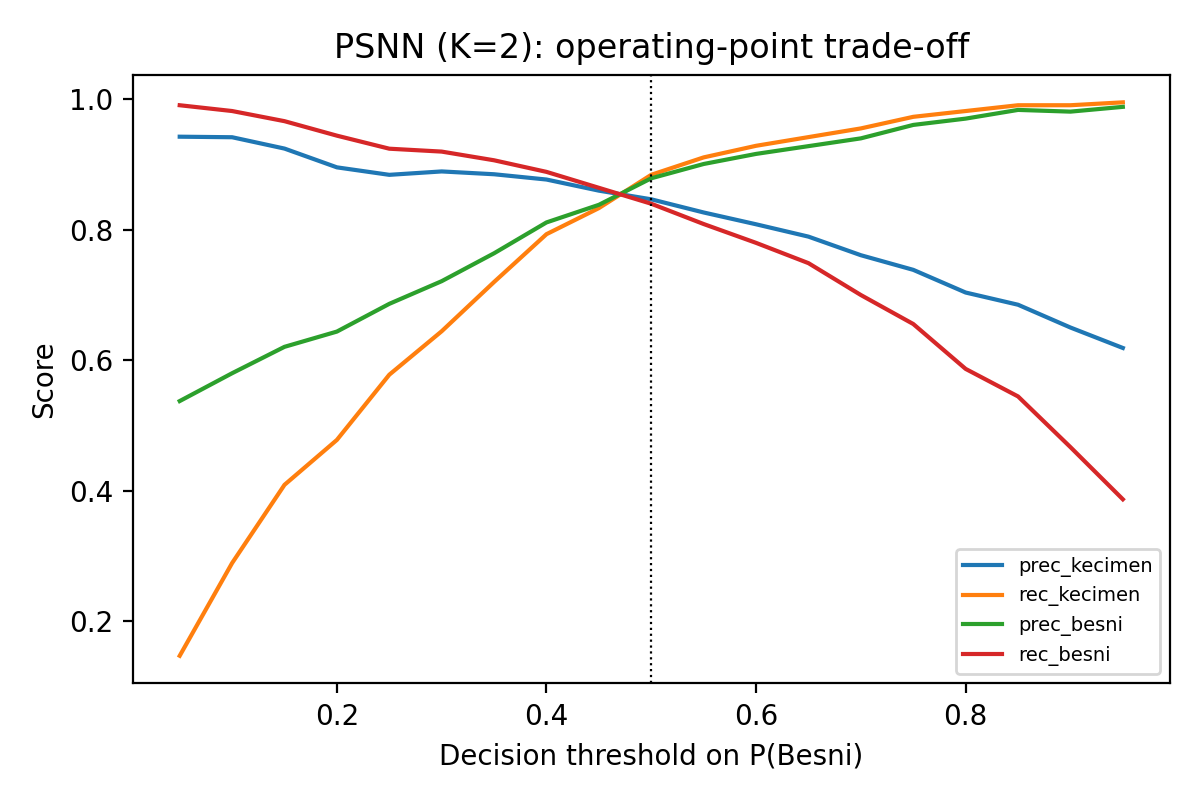 PSNN (K=2): operating-point trade-off
1.0
0.8
0.6
0.4
0.2
Score
0.2 0.4 0.6 0.8
Decision threshold on P(Besni)
prec_kecimen
rec_kecimen
prec_besni
rec_besni